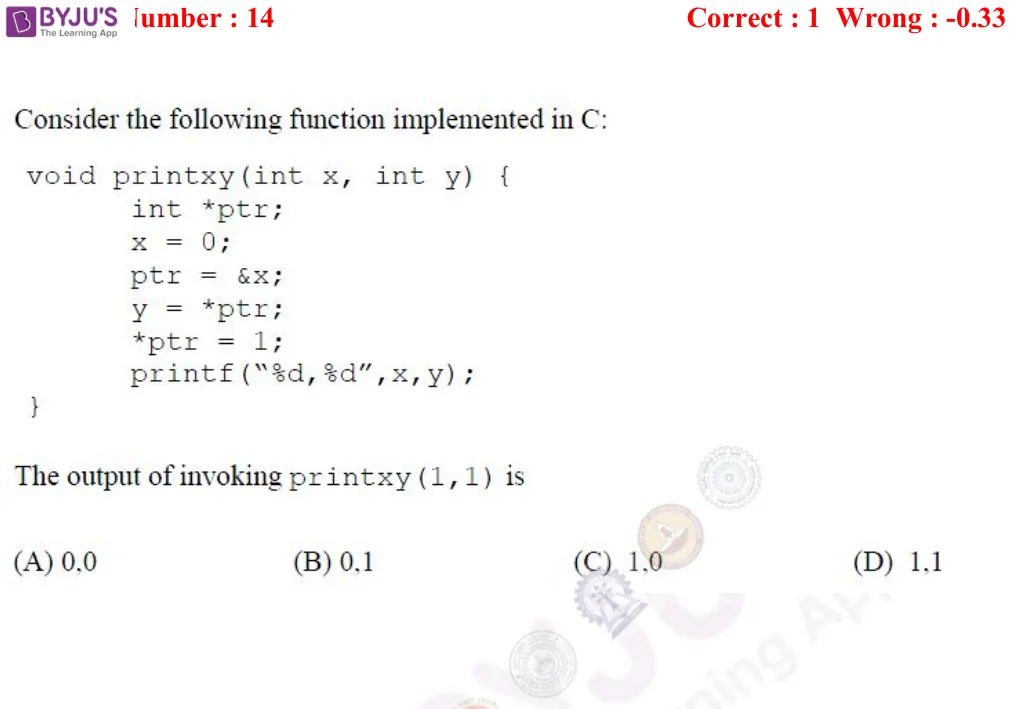 BYJU'S
The Learning App
umber : 14 Correct : 1 Wrong : -0.33
Consider the following function implemented in C:
void printxy(int x, int y) {
int *ptr;
x = 0;
ptr = &x;
y = *ptr;
*ptr = 1;
printf(“%d,%d”,x,y);
}
The output of invoking printxy(1,1) is
(A) 0,0 (B) 0,1 (C) 1,0 (D) 1,1